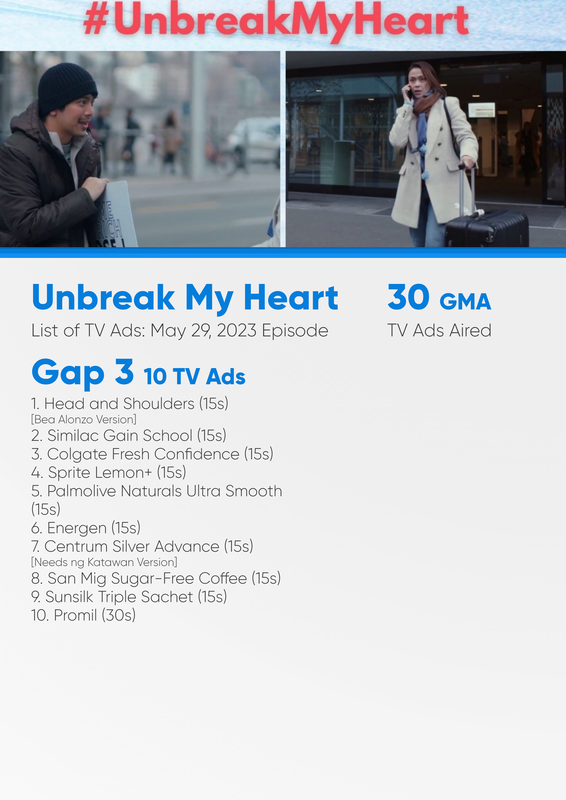 #UnbreakMyHeart
Unbreak My Heart
30 GMA
List of TV Ads: May 29, 2023 Episode
TV Ads Aired
Gap 3 10 TV Ads
1. Head and Shoulders (15s)
[Bea Alonzo Version]
2. Similac Gain School (15s)
3. Colgate Fresh Confidence (15s)
4. Sprite Lemon+ (15s)
5. Palmolive Naturals Ultra Smooth
(15s)
6. Energen (15s)
7. Centrum Silver Advance (15s)
[Needs ng Katawan Version]
8. San Mig Sugar-Free Coffee (15s)
9. Sunsilk Triple Sachet (15s)
10. Promil (30s)